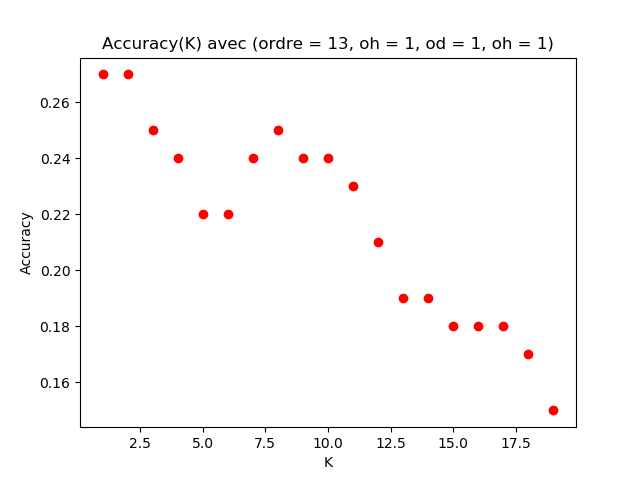 Accuracy(K) avec (ordre = 13, oh = 1, od = 1, oh = 1)
Accuracy
0.26
0.24
0.22
0.20
0.18
0.16
2.5 5.0 7.5 10.0 12.5 15.0 17.5
K